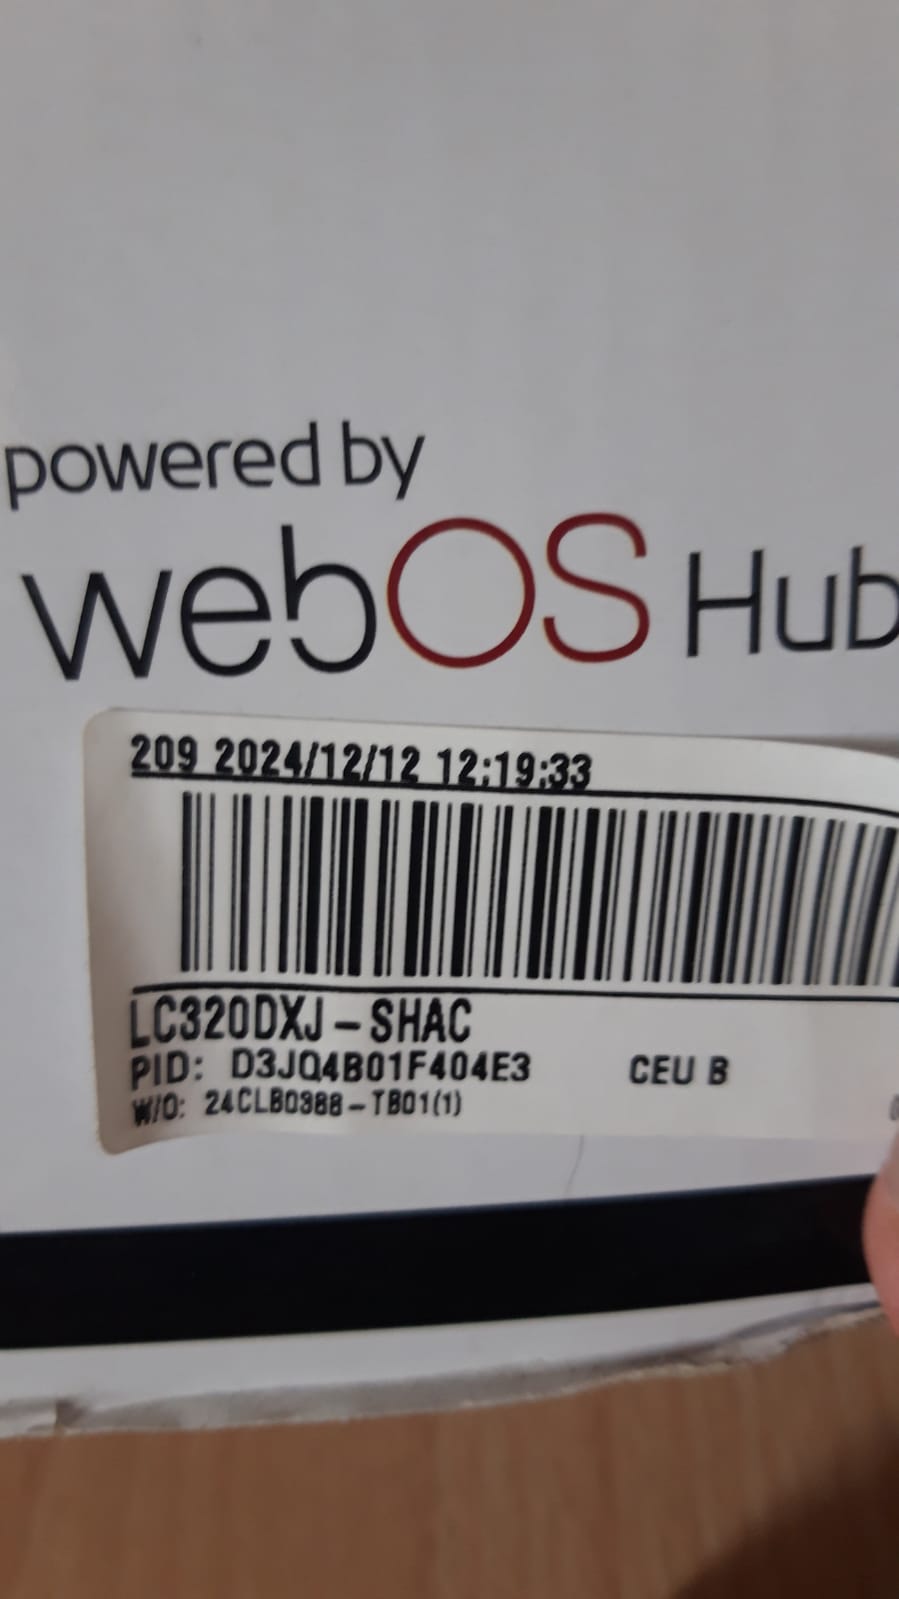 powered by
webOS Hub
209 2024/12/12 12:19:33
LC320DXJ-SHAC
PID: D3JQ4B01F404E3 CEU B
W/O: 24CLB0388-TB01(1)